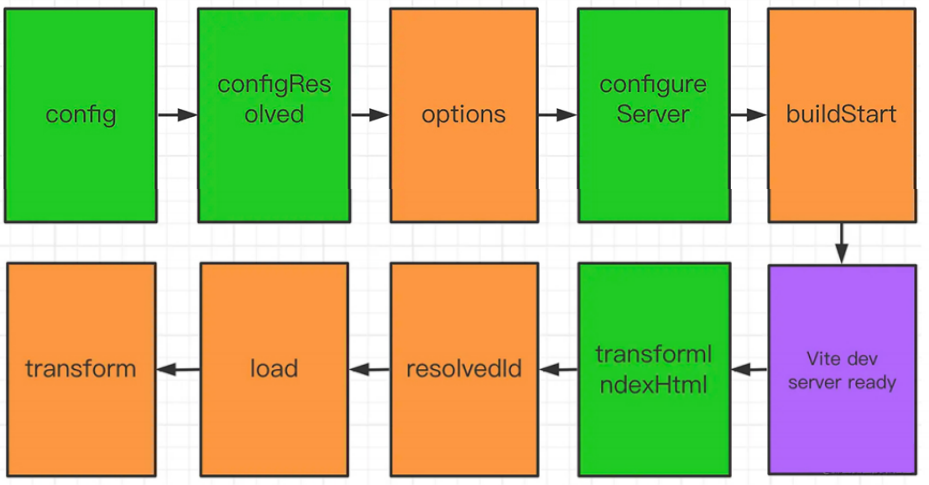 config
configRes
olved
options
configure
Server
buildStart
transform
load
resolvedId
transformI
ndexHtml
Vite dev
server ready